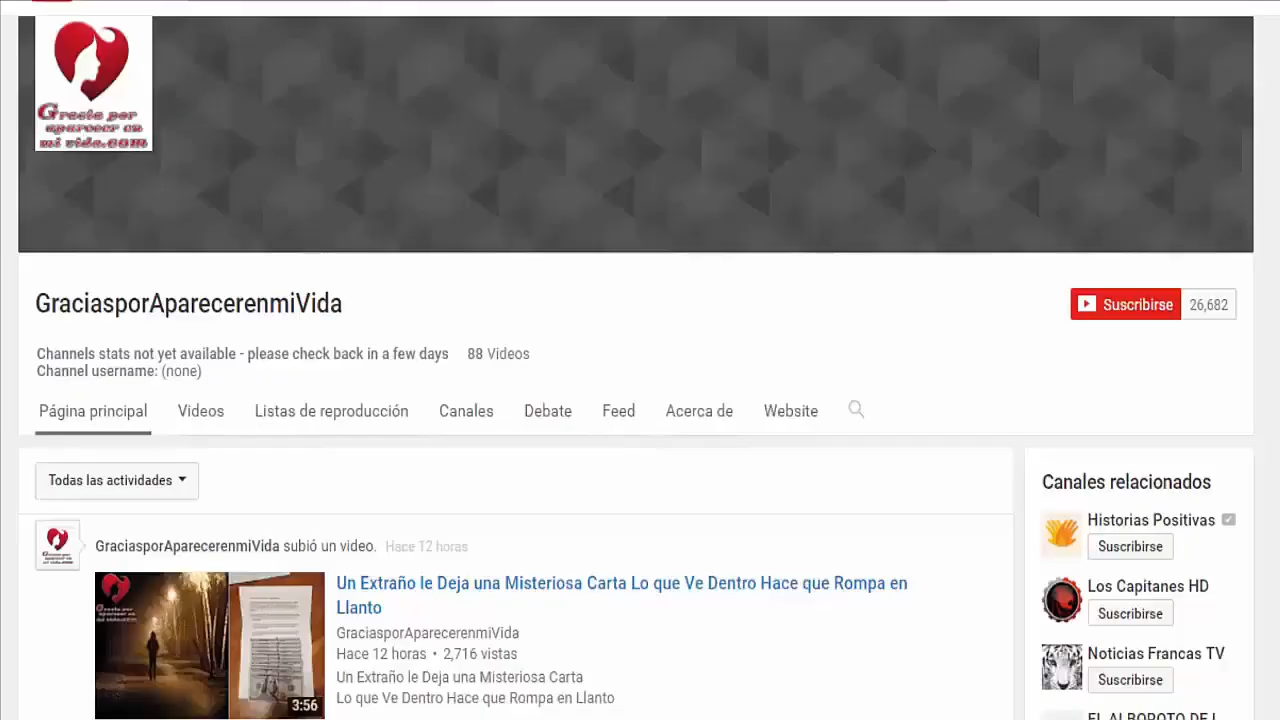 Gracias por
aparecer en
mi vida.com
GraciasporAparecerenmiVida
Suscribirse 26,682
Channels stats not yet available - please check back in a few days 88 Videos
Channel username: (none)
Página principal Videos Listas de reproducción Canales Debate Feed Acerca de Website
Todas las actividades
Canales relacionados
GraciasporAparecerenmiVida subió un video. Hace 12 horas
Un Extraño le Deja una Misteriosa Carta Lo que Ve Dentro Hace que Rompa en
Llanto
GraciasporAparecerenmiVida
Hace 12 horas • 2,716 vistas
Un Extraño le Deja una Misteriosa Carta
Lo que Ve Dentro Hace que Rompa en Llanto
3:56
Historias Positivas
Suscribirse
Los Capitanes HD
Suscribirse
Noticias Francas TV
Suscribirse